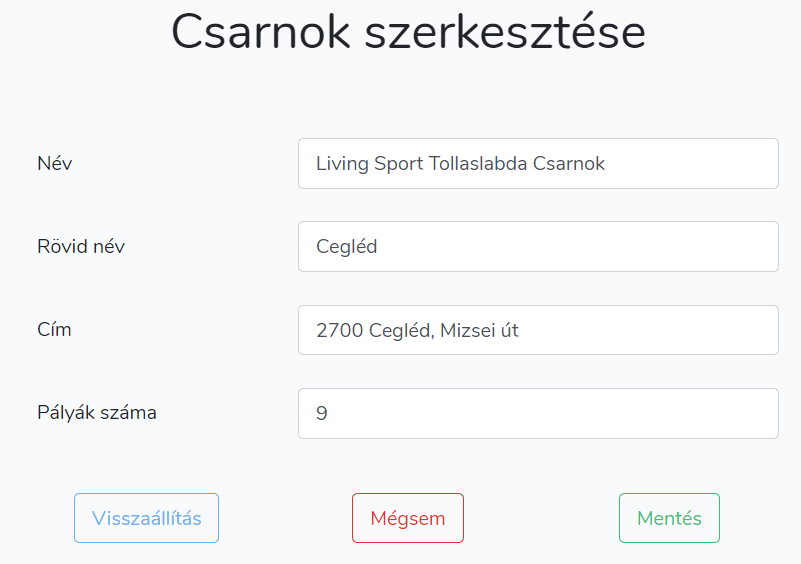 Csarnok szerkesztése
Név
Living Sport Tollaslabda Csarnok
Rövid név
Cegléd
Cím
2700 Cegléd, Mizsei út
Pályák száma
9
Visszaállítás
Mégsem
Mentés